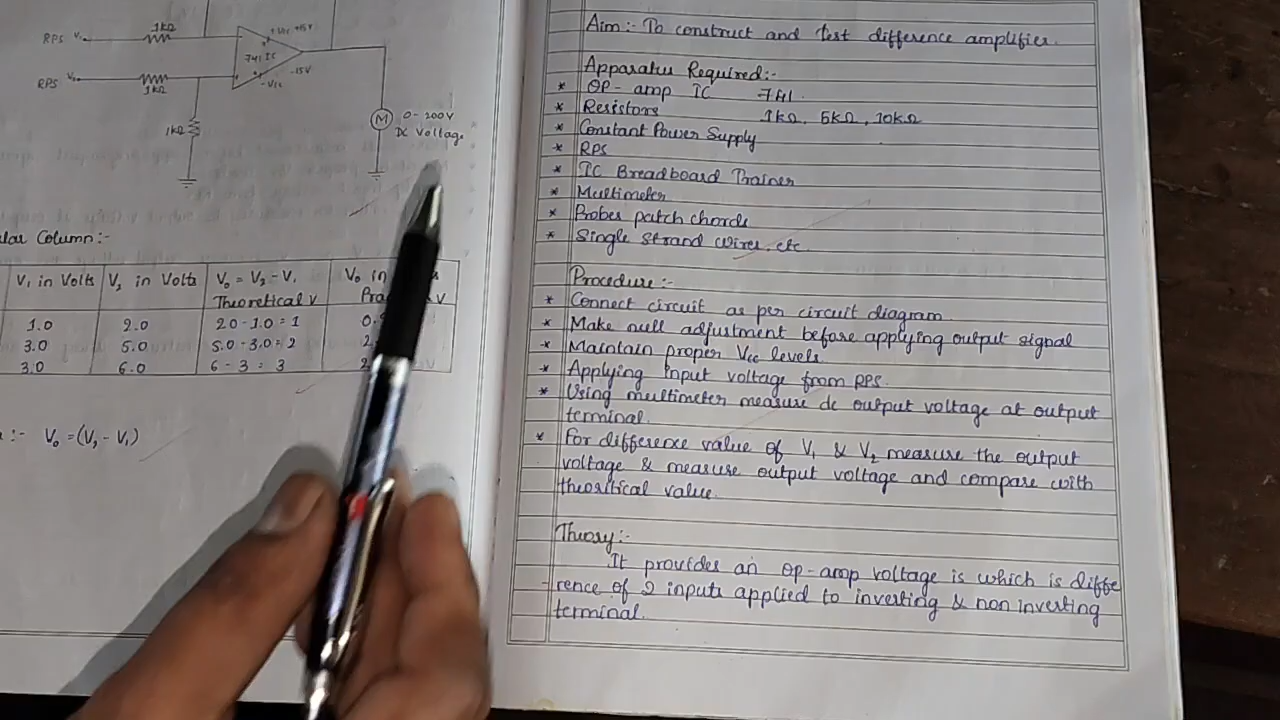 1kΩ
+Vcc +15V
RPS V₁
741 IC
-15V
-Vcc
RPS V₂
1kΩ
1kΩ
M
0-200V
DC Voltage
ular Column:-
V₁ in Volts V₂ in Volts V₀ = V₂ - V₁ V₀ in
Theoretical V V
1.0 2.0 2.0-1.0 = 1
3.0 5.0 5.0-3.0 = 2
3.0 6.0 6-3 = 3
:- V₀ = (V₂ - V₁)
Aim:- To construct and test difference amplifier.
Apparatus Required:-
* OP-amp IC 741.
* Resistors 1kΩ, 5kΩ, 10kΩ
* Constant Power Supply
* RPS
* IC Breadboard Trainer
* Multimeter
* Probes patch chords
* Single strand wires, etc
Procedure:-
* Connect circuit as per circuit diagram.
* Make null adjustment before applying output signal
* Maintain proper Vcc levels.
* Applying input voltage from RPS.
* Using multimeter measure dc output voltage at output
terminal.
* For difference value of V₁ & V₂ measure the output
voltage & measure output voltage and compare with
theoritical value.
Theory:-
It provides an op-amp voltage is which is diffe
-rence of 2 inputs applied to inverting & non inverting
terminal.